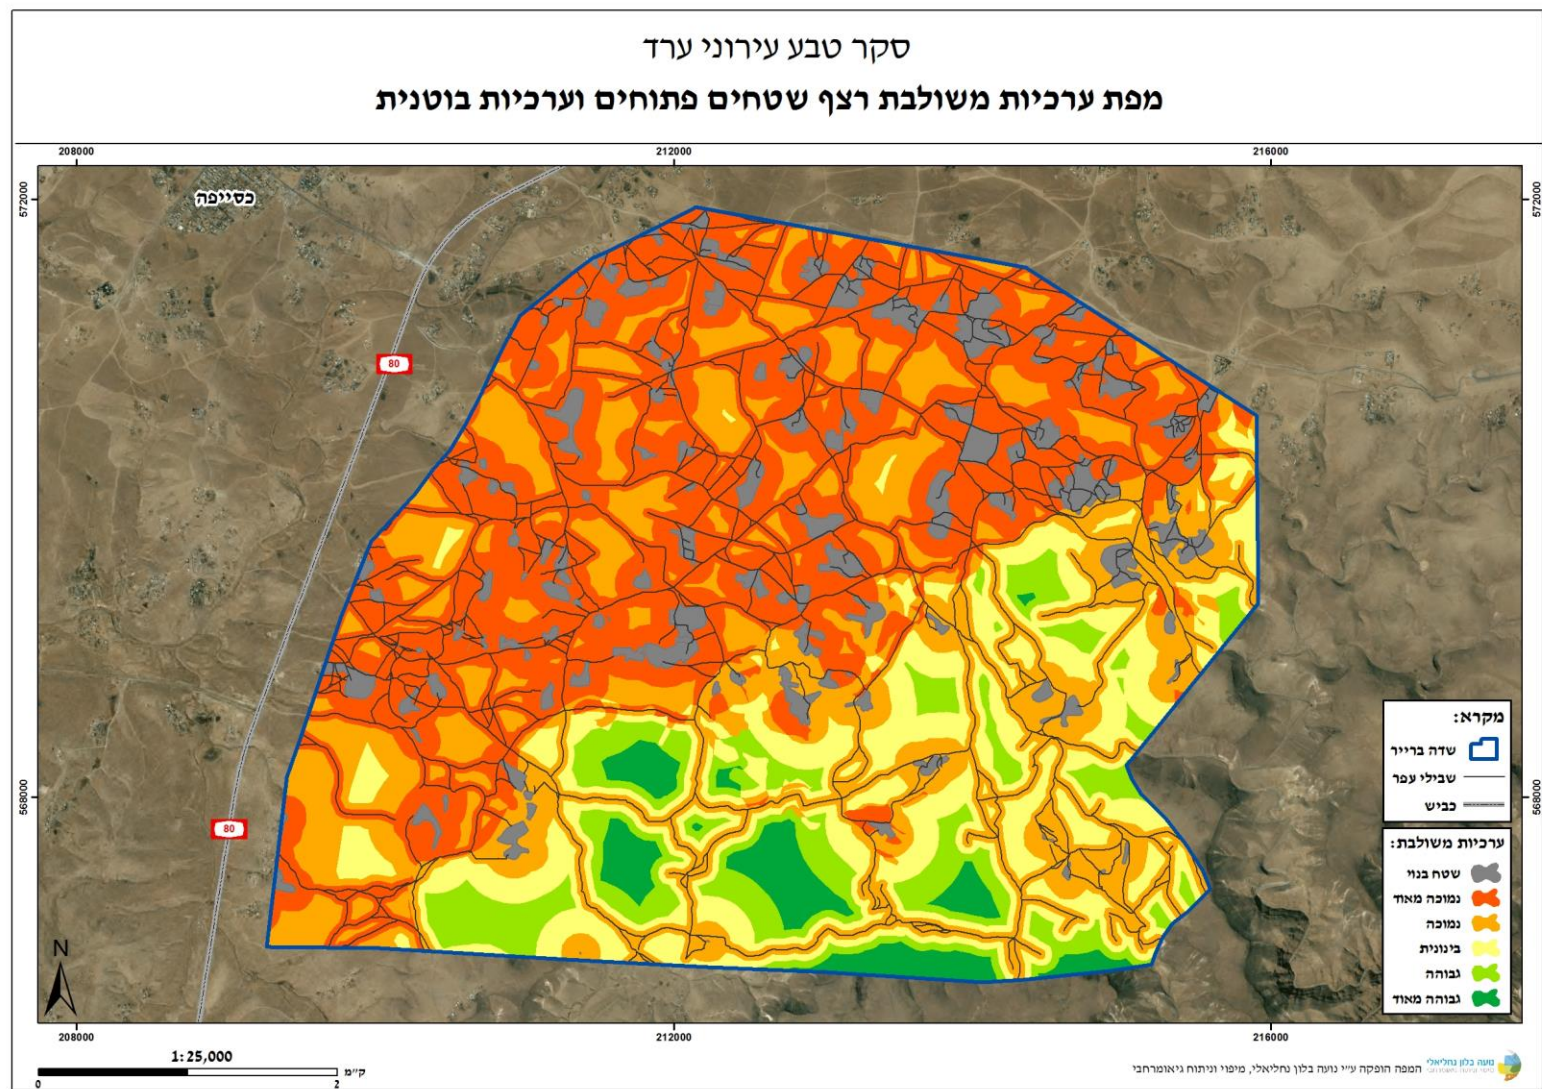 סקר טבע עירוני ערד
מפת ערכיות משולבת רצף שטחים פתוחים וערכיות בוטנית
208000 212000 216000
572000 572000
כסייפה
80
80
568000 568000
מקרא:
שדה ברייר
שבילי עפר
כביש
ערכיות משולבת:
שטח בנוי
נמוכה מאוד
נמוכה
בינונית
גבוהה
גבוהה מאוד
N
208000 212000 216000
1:25,000
0 2 ק״מ
המפה הופקה ע״י נועה בלון נחליאלי, מיפוי וניתוח גיאומרחבי
נועה בלון נחליאלי